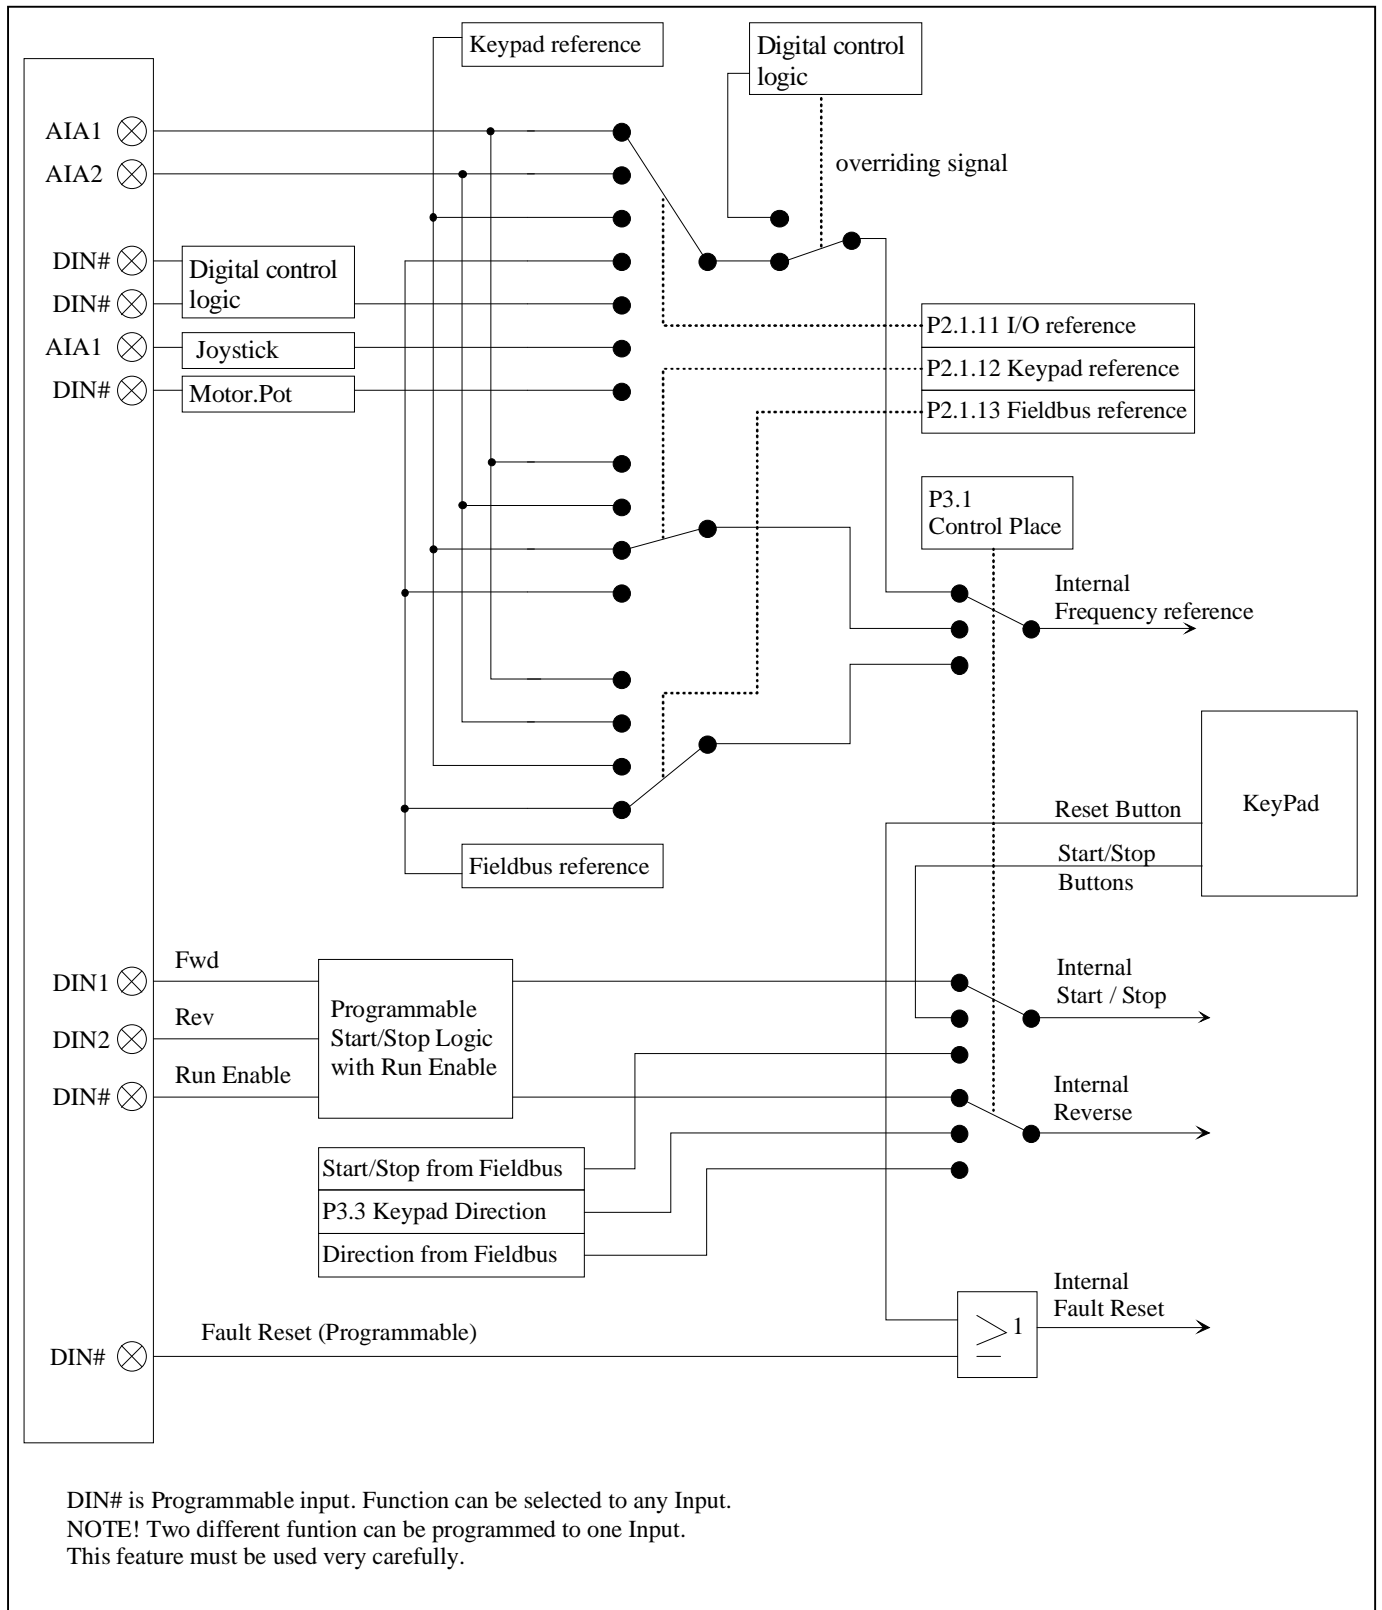 Keypad reference
Digital control
logic
AIA1
AIA2
overriding signal
DIN#
Digital control
logic
DIN#
AIA1
Joystick
DIN#
Motor.Pot
P2.1.11 I/O reference
P2.1.12 Keypad reference
P2.1.13 Fieldbus reference
P3.1
Control Place
Internal
Frequency reference
KeyPad
Reset Button
Start/Stop
Buttons
Fieldbus reference
DIN1
Fwd
DIN2
Rev
DIN#
Run Enable
Programmable
Start/Stop Logic
with Run Enable
Internal
Start / Stop
Internal
Reverse
Start/Stop from Fieldbus
P3.3 Keypad Direction
Direction from Fieldbus
Internal
Fault Reset
≥1
Fault Reset (Programmable)
DIN#
DIN# is Programmable input. Function can be selected to any Input.
NOTE! Two different funtion can be programmed to one Input.
This feature must be used very carefully.